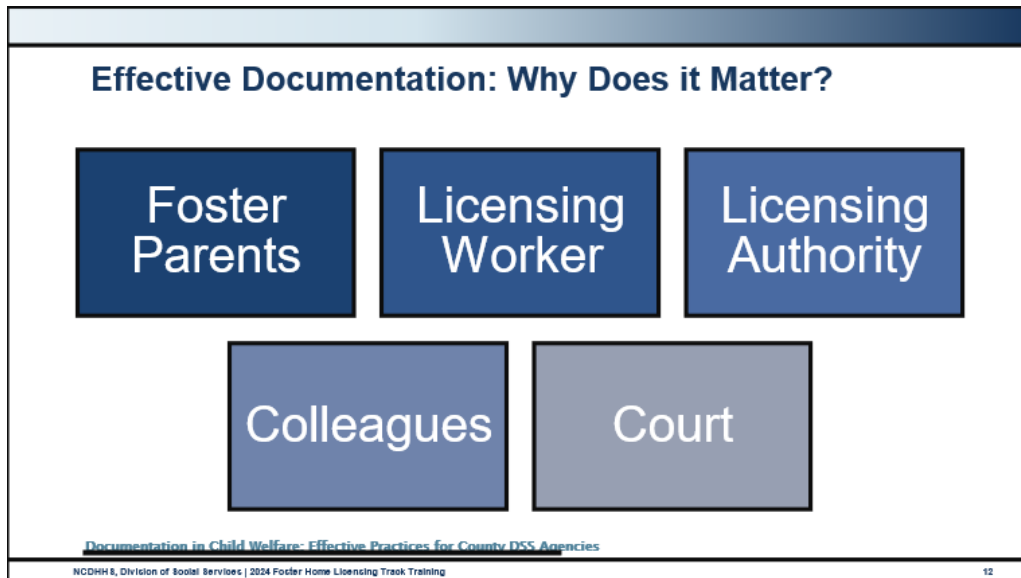 Effective Documentation: Why Does it Matter?
Foster
Parents
Licensing
Worker
Licensing
Authority
Colleagues
Court
Documentation in Child Welfare: Effective Practices for County DSS Agencies
NCDHHS, Division of Social Services | 2024 Foster Home Licensing Track Training
12